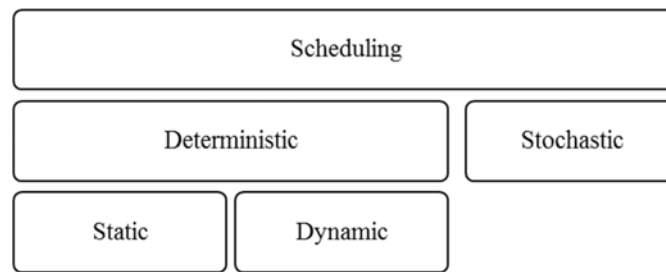 Scheduling
Deterministic Stochastic
Static Dynamic